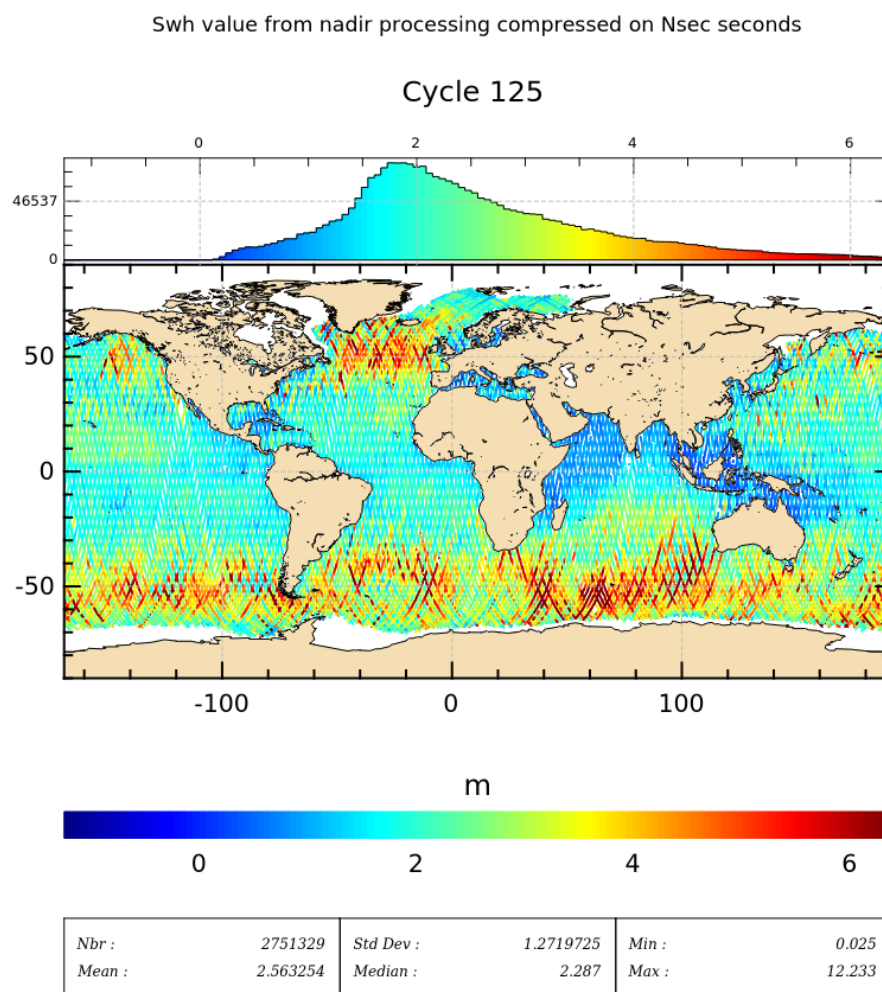 Swh value from nadir processing compressed on Nsec seconds
Cycle 125
0 2 4 6
46537
0
50
0
-50
-100 0 100
m
0 2 4 6
Nbr : 2751329 Std Dev : 1.2719725 Min : 0.025
Mean : 2.563254 Median : 2.287 Max : 12.233